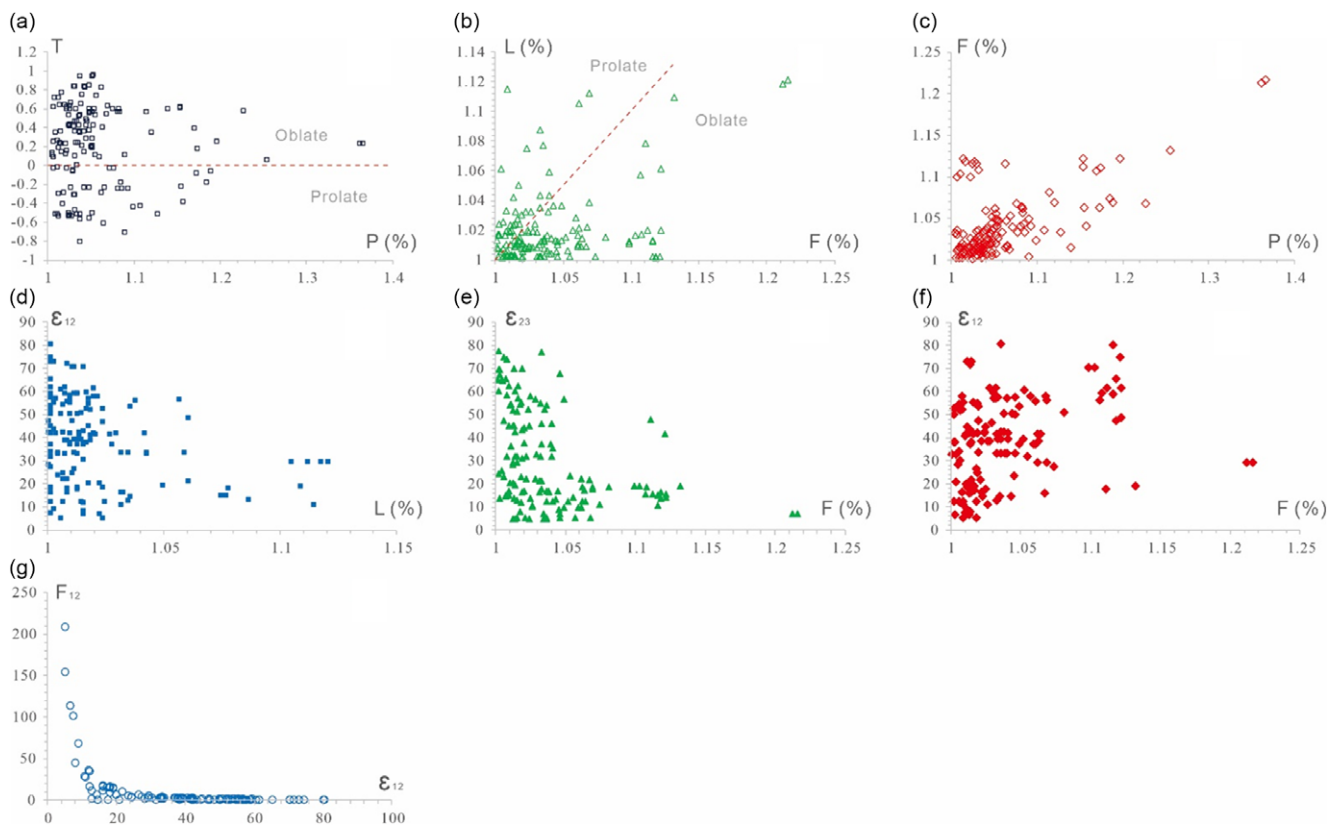 (a)
T
1.2
1
0.8
0.6
0.4
0.2
0
-0.2
-0.4
-0.6
-0.8
-1
Oblate
Prolate
P (%)
1 1.1 1.2 1.3 1.4
(b)
L (%)
1.14
1.12
1.1
1.08
1.06
1.04
1.02
1
Prolate
Oblate
F (%)
1 1.05 1.1 1.15 1.2 1.25
(c)
F (%)
1.25
1.2
1.15
1.1
1.05
1
P (%)
1 1.1 1.2 1.3 1.4
(d)
ε12
90
80
70
60
50
40
30
20
10
0
L (%)
1 1.05 1.1 1.15
(e)
ε23
90
80
70
60
50
40
30
20
10
0
F (%)
1 1.05 1.1 1.15 1.2 1.25
(f)
ε12
90
80
70
60
50
40
30
20
10
0
F (%)
1 1.05 1.1 1.15 1.2 1.25
(g)
F12
250
200
150
100
50
0
ε12
0 20 40 60 80 100